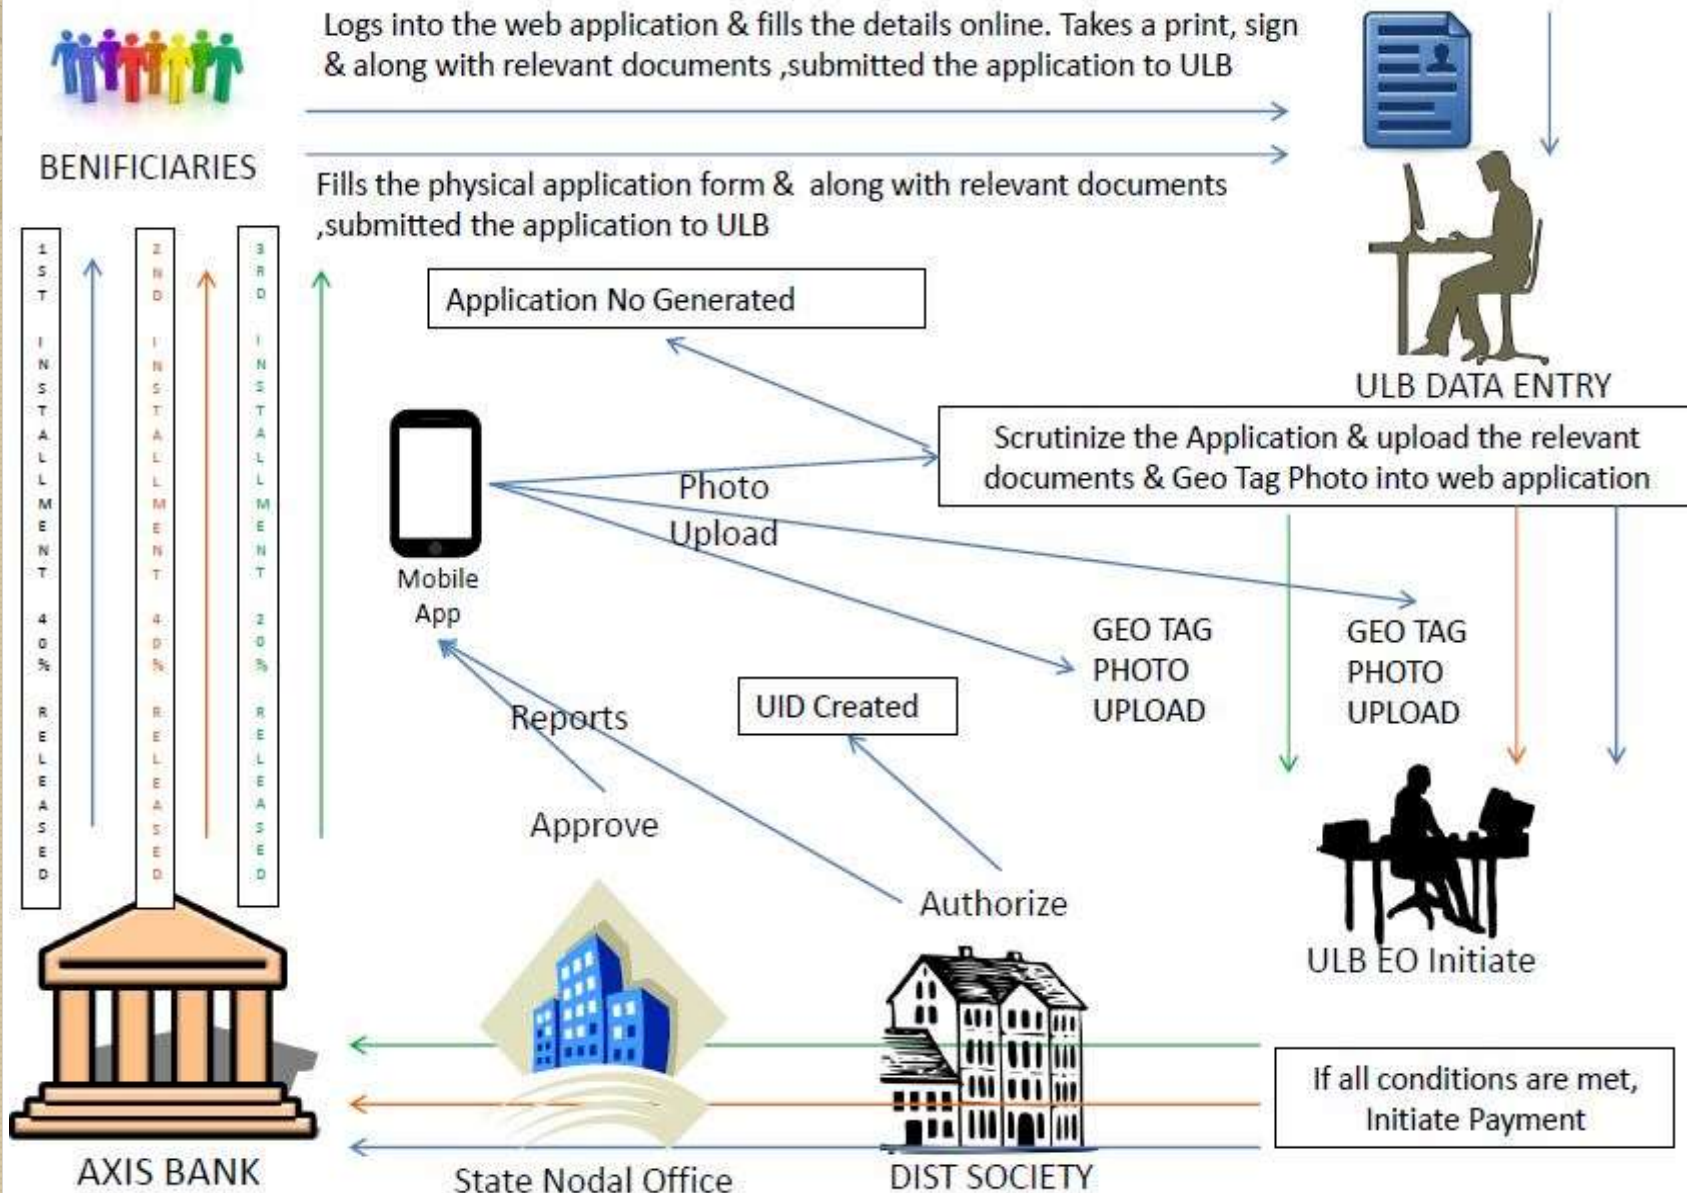 Logs into the web application & fills the details online. Takes a print, sign
& along with relevant documents ,submitted the application to ULB
BENIFICIARIES
Fills the physical application form & along with relevant documents
,submitted the application to ULB
1ST INSTALLMENT 40% RELEASED
2ND INSTALLMENT 40% RELEASED
3RD INSTALLMENT 20% RELEASED
Application No Generated
ULB DATA ENTRY
Scrutinize the Application & upload the relevant
documents & Geo Tag Photo into web application
Photo
Upload
Mobile
App
GEO TAG
PHOTO
UPLOAD
GEO TAG
PHOTO
UPLOAD
UID Created
Reports
Approve
Authorize
ULB EO Initiate
If all conditions are met,
Initiate Payment
AXIS BANK
State Nodal Office
DIST SOCIETY